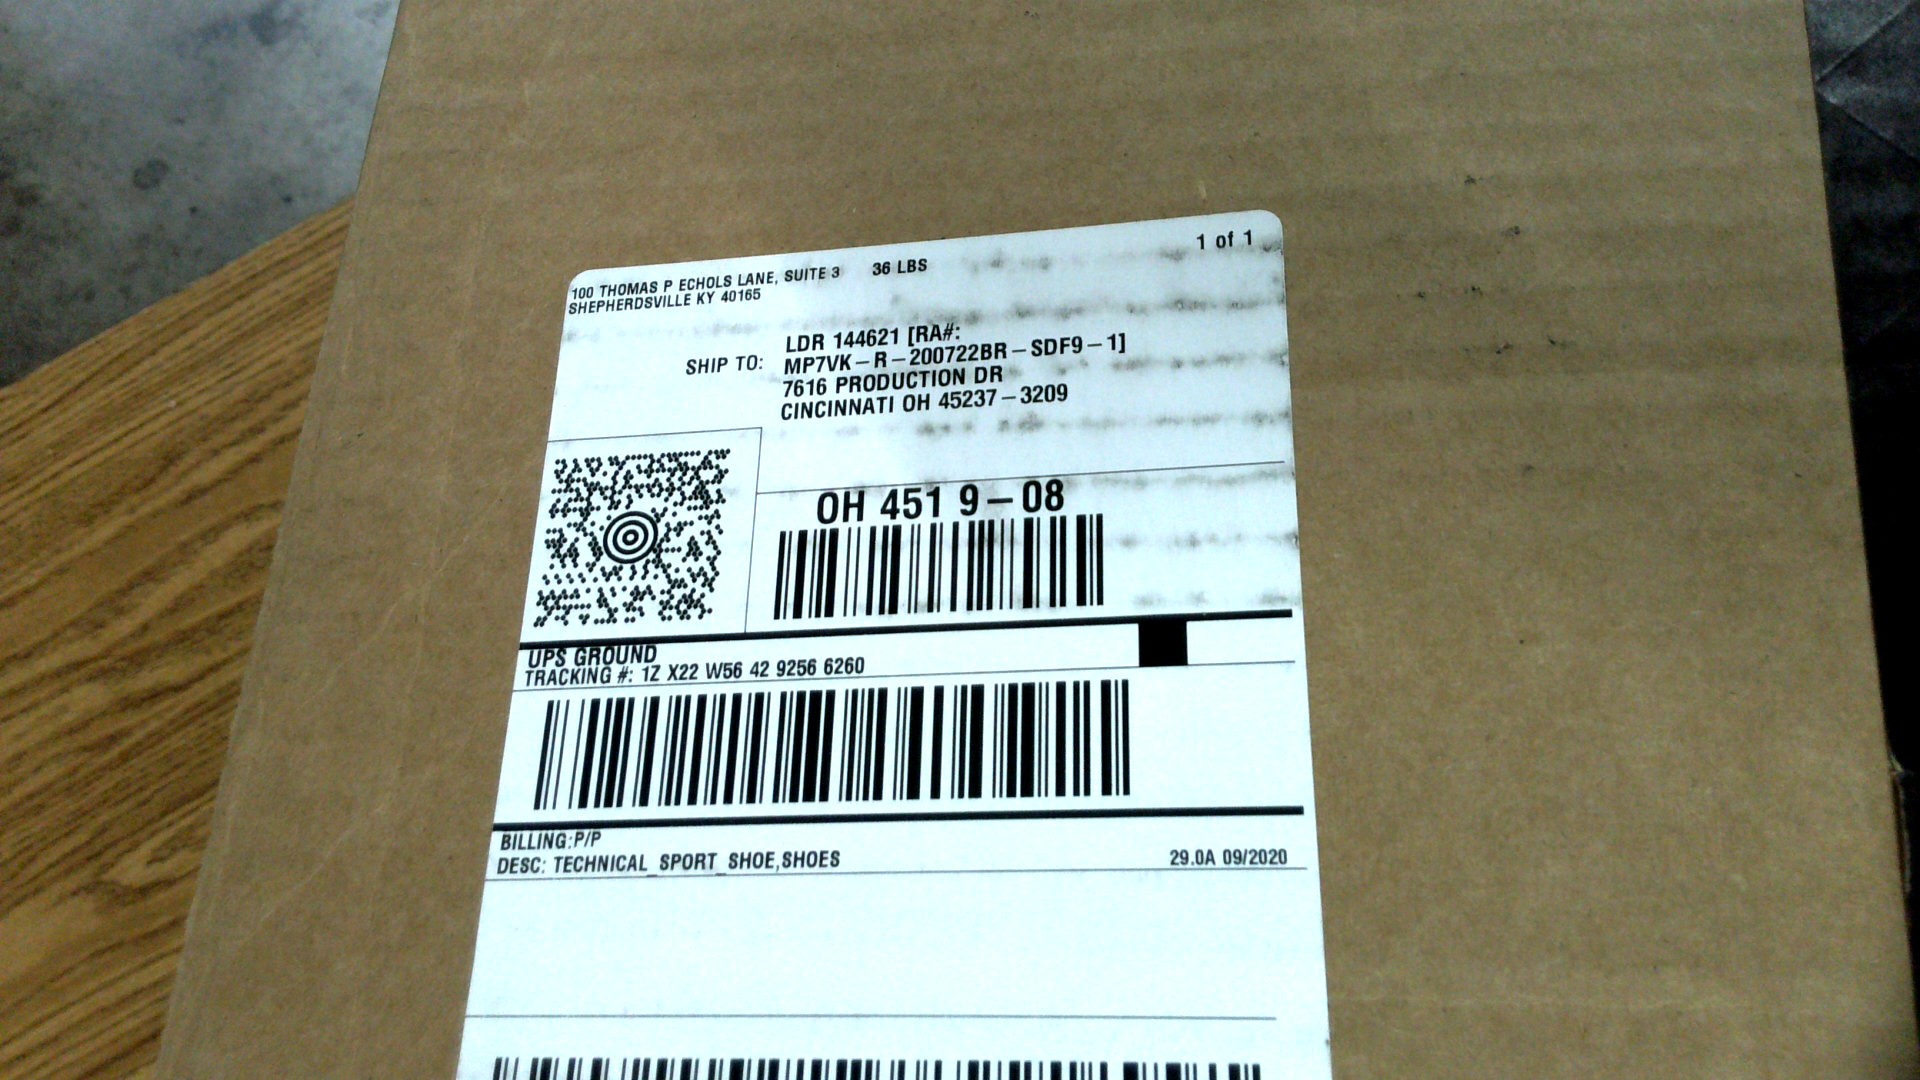 1 of 1
100 THOMAS P ECHOLS LANE, SUITE 3 36 LBS
SHEPHERDSVILLE KY 40165
LDR 144621 [RA#:
SHIP TO: MP7VK-R-200722BR-SDF9-1]
7616 PRODUCTION DR
CINCINNATI OH 45237-3209
OH 451 9-08
UPS GROUND
TRACKING #: 1Z X22 W56 42 9256 6260
BILLING:P/P
DESC: TECHNICAL_SPORT_SHOE,SHOES 29.0A 09/2020